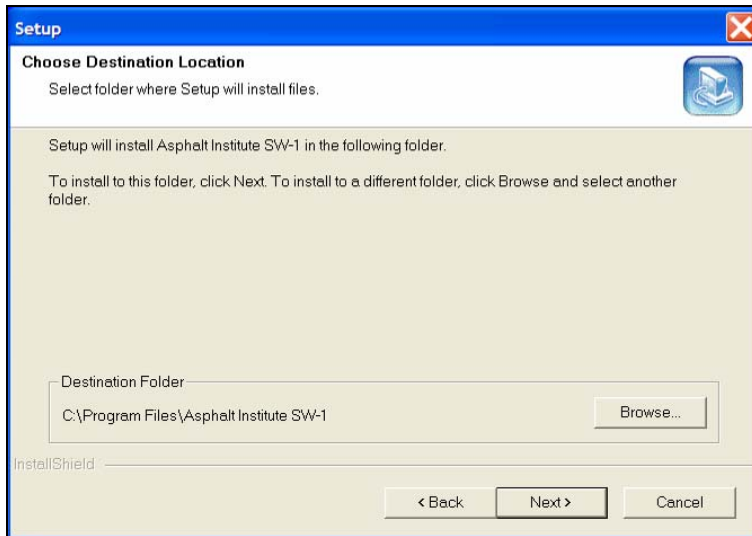 Setup
Choose Destination Location
Select folder where Setup will install files.
Setup will install Asphalt Institute SW-1 in the following folder.
To install to this folder, click Next. To install to a different folder, click Browse and select another
folder.
Destination Folder
C:\Program Files\Asphalt Institute SW-1
Browse...
InstallShield
< Back
Next >
Cancel